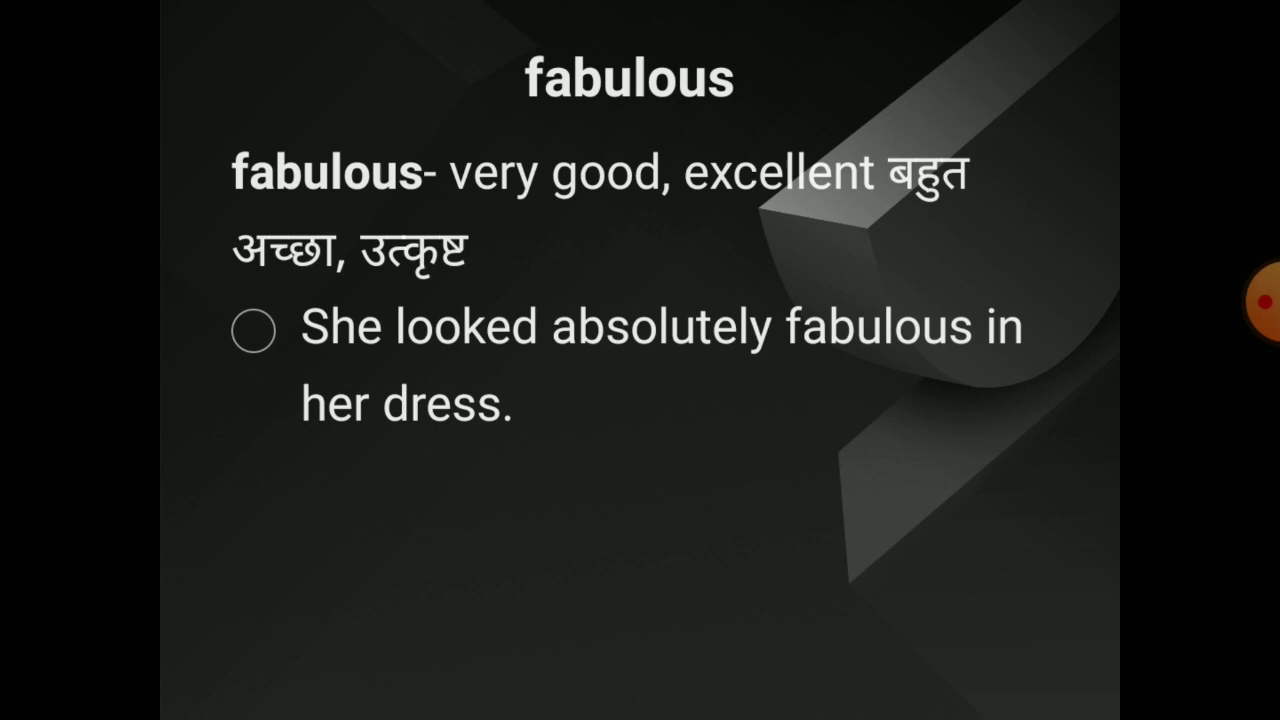 fabulous
fabulous- very good, excellent बहुत
अच्छा, उत्कृष्ट
She looked absolutely fabulous in
her dress.